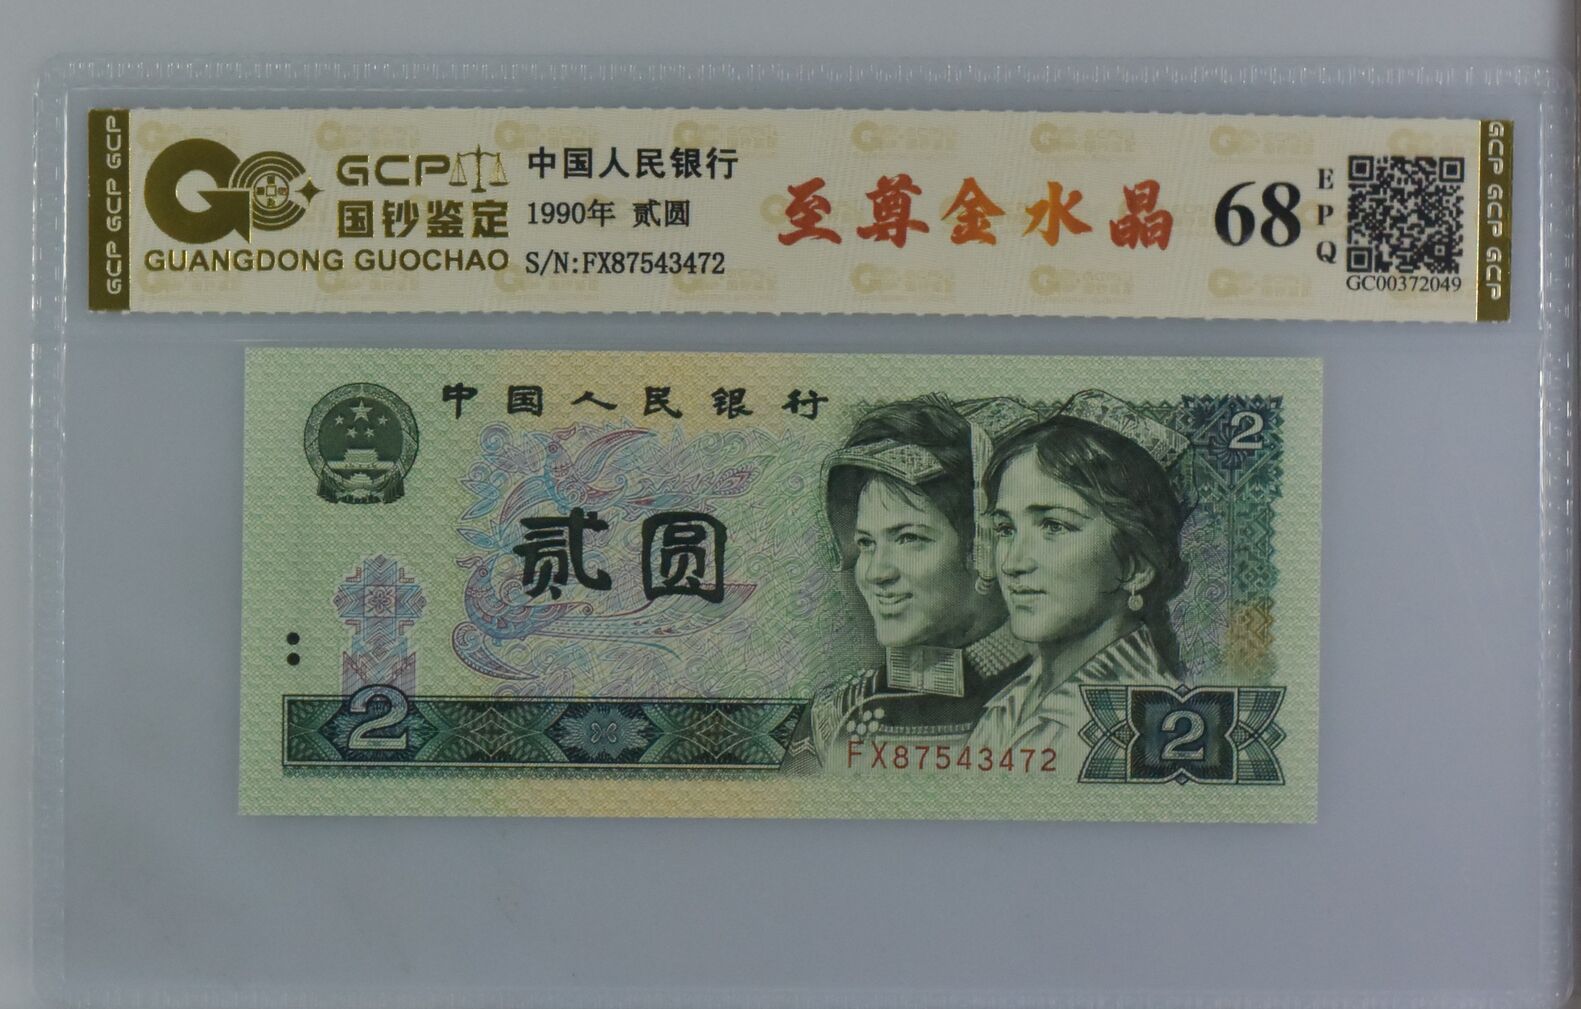 GCP GCP GCP
GCP
国钞鉴定
GUANGDONG GUOCHAO
中国人民银行
1990年 贰圆
S/N:FX87543472
至尊金水晶
68
EPQ
GC00372049
GCP GCP GCP
中国人民银行
2
贰圆
2
FX87543472
2